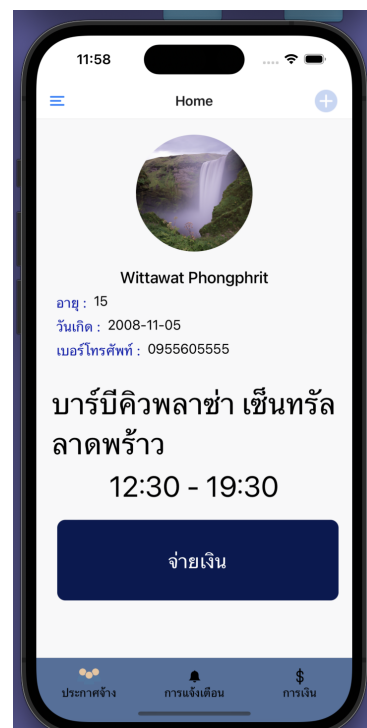 11:58
Home
Wittawat Phongphrit
อายุ : 15
วันเกิด : 2008-11-05
เบอร์โทรศัพท์ : 0955605555
บาร์บีคิวพลาซ่า เซ็นทรัล
ลาดพร้าว
12:30 - 19:30
จ่ายเงิน
ประกาศจ้าง การแจ้งเตือน การเงิน